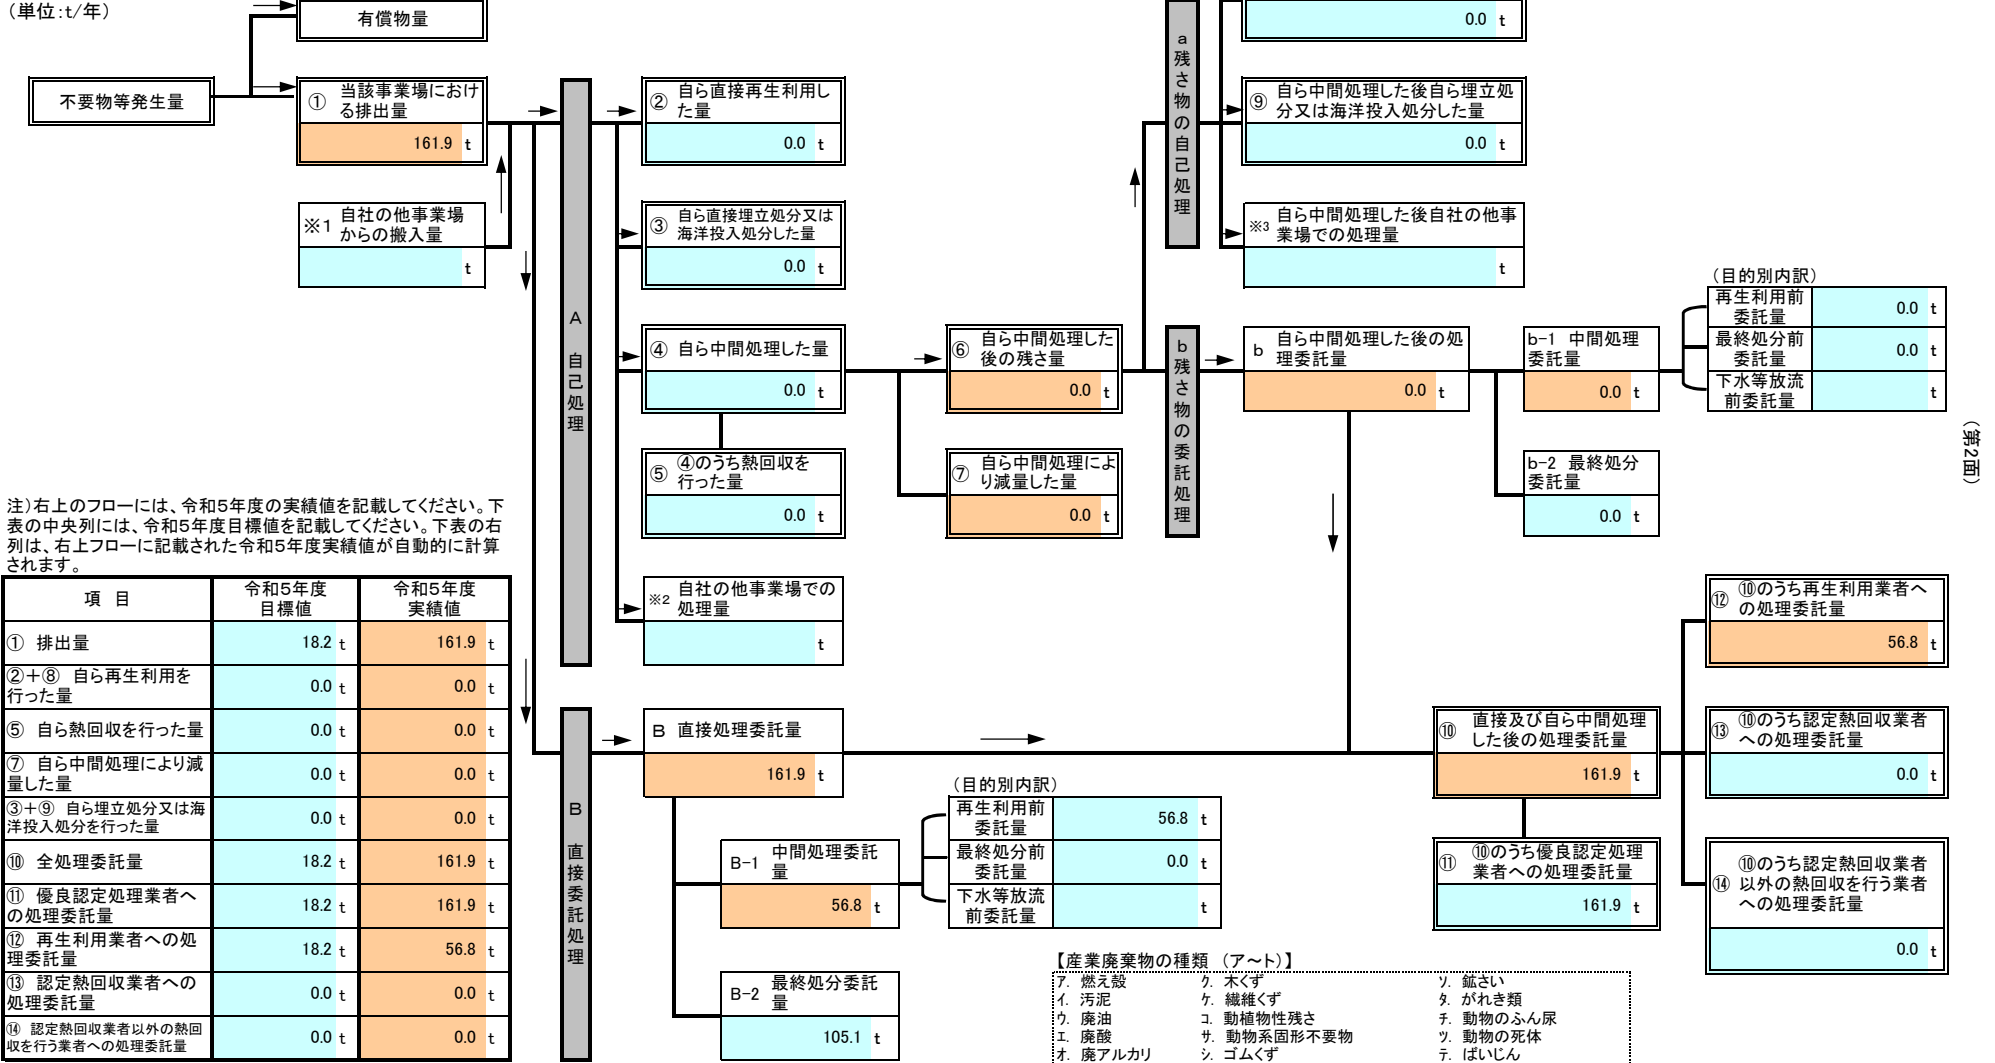 （単位：t/年）
有償物量
不要物等発生量
① 当該事業場におけ
る排出量
161.9 t
※1 自社の他事業場
からの搬入量
t
A 自己処理
② 自ら直接再生利用し
た量
0.0 t
③ 自ら直接埋立処分又は
海洋投入処分した量
0.0 t
④ 自ら中間処理した量
0.0 t
⑤ ④のうち熱回収を
行った量
0.0 t
※2 自社の他事業場での
処理量
t
⑥ 自ら中間処理した
後の残さ量
0.0 t
⑦ 自ら中間処理によ
り減量した量
0.0 t
a 残さ物の自己処理
0.0 t
⑨ 自ら中間処理した後自ら埋立処
分又は海洋投入処分した量
0.0 t
※3 自ら中間処理した後自社の他事
業場での処理量
t
b 残さ物の委託処理
b 自ら中間処理した後の処
理委託量
0.0 t
b-1 中間処理
委託量
0.0 t
（目的別内訳）
再生利用前
委託量
0.0 t
最終処分前
委託量
0.0 t
下水等放流
前委託量
t
b-2 最終処分
委託量
0.0 t
（第2面）
注）右上のフローには、令和5年度の実績値を記載してください。下
表の中央列には、令和5年度目標値を記載してください。下表の右
列は、右上フローに記載された令和5年度実績値が自動的に計算
されます。
項 目
令和5年度
目標値
令和5年度
実績値
① 排出量 18.2 t 161.9 t
②＋⑧ 自ら再生利用を
行った量 0.0 t 0.0 t
⑤ 自ら熱回収を行った量 0.0 t 0.0 t
⑦ 自ら中間処理により減
量した量 0.0 t 0.0 t
③＋⑨ 自ら埋立処分又は海
洋投入処分を行った量 0.0 t 0.0 t
⑩ 全処理委託量 18.2 t 161.9 t
⑪ 優良認定処理業者へ
の処理委託量 18.2 t 161.9 t
⑫ 再生利用業者への処
理委託量 18.2 t 56.8 t
⑬ 認定熱回収業者への
処理委託量 0.0 t 0.0 t
⑭ 認定熱回収業者以外の熱回
収を行う業者への処理委託量 0.0 t 0.0 t
B 直接委託処理
B 直接処理委託量
161.9 t
B-1 中間処理委託
量
56.8 t
（目的別内訳）
再生利用前
委託量
56.8 t
最終処分前
委託量
0.0 t
下水等放流
前委託量
t
B-2 最終処分委託
量
105.1 t
⑩ 直接及び自ら中間処理
した後の処理委託量
161.9 t
⑪ ⑩のうち優良認定処理
業者への処理委託量
161.9 t
⑫ ⑩のうち再生利用業者へ
の処理委託量
56.8 t
⑬ ⑩のうち認定熱回収業者
への処理委託量
0.0 t
⑭ ⑩のうち認定熱回収業者
以外の熱回収を行う業者
への処理委託量
0.0 t
【産業廃棄物の種類 （ア～ト）】
ア. 燃え殻 ク. 木くず ソ. 鉱さい
イ. 汚泥 ケ. 繊維くず タ. がれき類
ウ. 廃油 コ. 動植物性残さ チ. 動物のふん尿
エ. 廃酸 サ. 動物系固形不要物 ツ. 動物の死体
オ. 廃アルカリ シ. ゴムくず テ. ばいじん